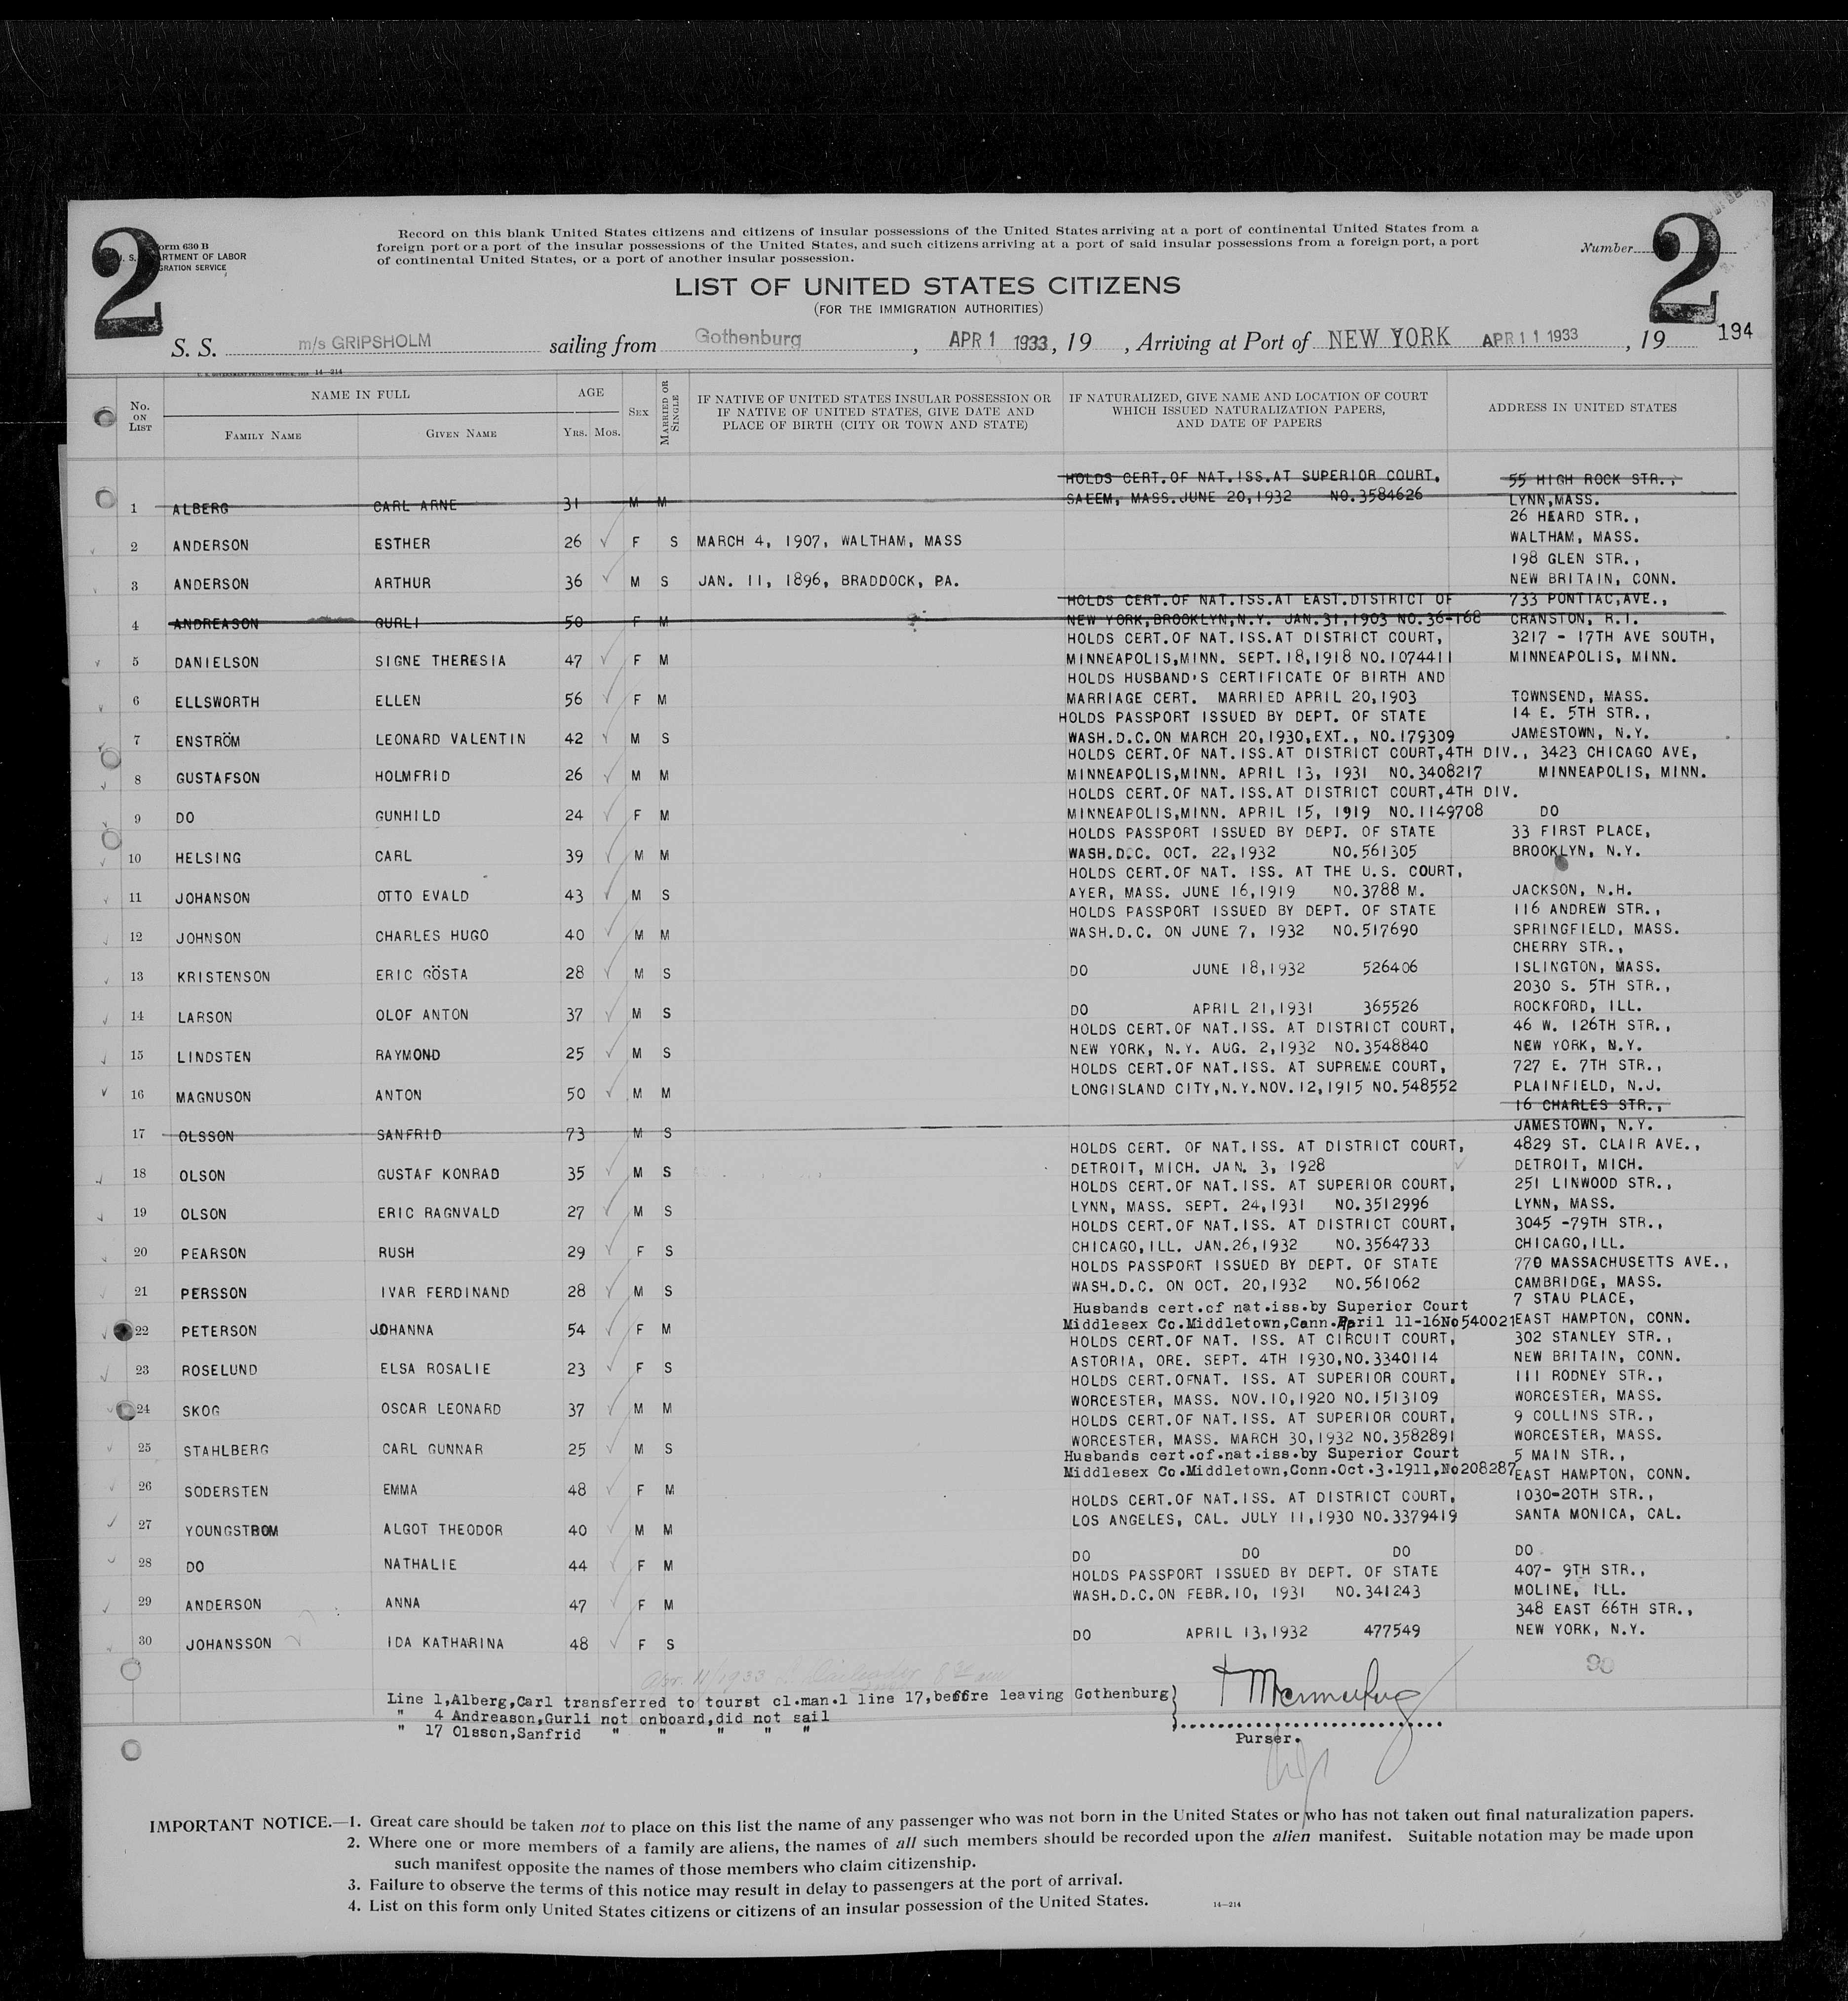 2
2
Form 630 B
U. S. DEPARTMENT OF LABOR
IMMIGRATION SERVICE
Record on this blank United States citizens and citizens of insular possessions of the United States arriving at a port of continental United States from a
foreign port or a port of the insular possessions of the United States, and such citizens arriving at a port of said insular possessions from a foreign port, a port
of continental United States, or a port of another insular possession.
Number
LIST OF UNITED STATES CITIZENS
(FOR THE IMMIGRATION AUTHORITIES)
S. S. m/s GRIPSHOLM sailing from Gothenburg, APR 1 1933, 19 , Arriving at Port of NEW YORK APR 11 1933, 19 194
U. S. GOVERNMENT PRINTING OFFICE 14—214
No. ON LIST
NAME IN FULL
FAMILY NAME GIVEN NAME
AGE
YRS. MOS.
SEX
MARRIED OR SINGLE
IF NATIVE OF UNITED STATES INSULAR POSSESSION OR
IF NATIVE OF UNITED STATES, GIVE DATE AND
PLACE OF BIRTH (CITY OR TOWN AND STATE)
IF NATURALIZED, GIVE NAME AND LOCATION OF COURT
WHICH ISSUED NATURALIZATION PAPERS,
AND DATE OF PAPERS
ADDRESS IN UNITED STATES
HOLDS CERT.OF NAT.ISS.AT SUPERIOR COURT, 55 HIGH ROCK STR.,
1 ALBERG CARL ARNE 31 M M SALEM, MASS.JUNE 20,1932 NO.3584626 LYNN,MASS.
26 HEARD STR.,
2 ANDERSON ESTHER 26 F S MARCH 4, 1907, WALTHAM, MASS WALTHAM, MASS.
198 GLEN STR.,
3 ANDERSON ARTHUR 36 M S JAN. 11, 1896, BRADDOCK, PA. NEW BRITAIN, CONN.
HOLDS CERT.OF NAT.ISS.AT EAST.DISTRICT OF 733 PONTIAC,AVE.,
4 ANDREASON GURLI 50 F M NEW YORK,BROOKLYN,N.Y. JAN.31,1903 NO.36-168 CRANSTON, R.I.
HOLDS CERT.OF NAT.ISS.AT DISTRICT COURT, 3217 - 17TH AVE SOUTH,
5 DANIELSON SIGNE THERESIA 47 F M MINNEAPOLIS,MINN. SEPT.18,1918 NO.1074411 MINNEAPOLIS, MINN.
HOLDS HUSBAND'S CERTIFICATE OF BIRTH AND
6 ELLSWORTH ELLEN 56 F M MARRIAGE CERT. MARRIED APRIL 20,1903 TOWNSEND, MASS.
HOLDS PASSPORT ISSUED BY DEPT. OF STATE 14 E. 5TH STR.,
7 ENSTRÖM LEONARD VALENTIN 42 M S WASH.D.C.ON MARCH 20,1930,EXT., NO.179309 JAMESTOWN, N.Y.
HOLDS CERT.OF NAT.ISS.AT DISTRICT COURT,4TH DIV., 3423 CHICAGO AVE,
8 GUSTAFSON HOLMFRID 26 M M MINNEAPOLIS,MINN. APRIL 13, 1931 NO.3408217 MINNEAPOLIS, MINN.
HOLDS CERT.OF NAT.ISS.AT DISTRICT COURT,4TH DIV.
9 DO GUNHILD 24 F M MINNEAPOLIS,MINN. APRIL 15, 1919 NO.1149708 DO
HOLDS PASSPORT ISSUED BY DEPT. OF STATE 33 FIRST PLACE,
10 HELSING CARL 39 M M WASH.D.C. OCT. 22,1932 NO.561305 BROOKLYN, N.Y.
HOLDS CERT.OF NAT. ISS. AT THE U.S. COURT,
11 JOHANSON OTTO EVALD 43 M S AYER, MASS. JUNE 16,1919 NO.3788 M. JACKSON, N.H.
HOLDS PASSPORT ISSUED BY DEPT. OF STATE 116 ANDREW STR.,
12 JOHNSON CHARLES HUGO 40 M M WASH.D.C. ON JUNE 7, 1932 NO.517690 SPRINGFIELD, MASS.
CHERRY STR.,
13 KRISTENSON ERIC GÖSTA 28 M S DO JUNE 18,1932 526406 ISLINGTON, MASS.
2030 S. 5TH STR.,
14 LARSON OLOF ANTON 37 M S DO APRIL 21,1931 365526 ROCKFORD, ILL.
HOLDS CERT.OF NAT.ISS. AT DISTRICT COURT, 46 W. 126TH STR.,
15 LINDSTEN RAYMOND 25 M S NEW YORK, N.Y. AUG. 2,1932 NO.3548840 NEW YORK, N.Y.
HOLDS CERT.OF NAT.ISS. AT SUPREME COURT, 727 E. 7TH STR.,
16 MAGNUSON ANTON 50 M M LONGISLAND CITY,N.Y.NOV.12,1915 NO.548552 PLAINFIELD, N.J.
16 CHARLES STR.,
17 OLSSON SANFRID 73 M S JAMESTOWN, N.Y.
HOLDS CERT. OF NAT.ISS. AT DISTRICT COURT, 4829 ST. CLAIR AVE.,
18 OLSON GUSTAF KONRAD 35 M S DETROIT, MICH. JAN. 3, 1928 DETROIT, MICH.
HOLDS CERT.OF NAT.ISS. AT SUPERIOR COURT, 251 LINWOOD STR.,
19 OLSON ERIC RAGNVALD 27 M S LYNN, MASS. SEPT. 24,1931 NO.3512996 LYNN, MASS.
HOLDS CERT.OF NAT.ISS. AT DISTRICT COURT, 3045 -79TH STR.,
20 PEARSON RUSH 29 F S CHICAGO,ILL. JAN.26,1932 NO.3564733 CHICAGO,ILL.
HOLDS PASSPORT ISSUED BY DEPT. OF STATE 770 MASSACHUSETTS AVE.,
21 PERSSON IVAR FERDINAND 28 M S WASH.D.C. ON OCT. 20,1932 NO.561062 CAMBRIDGE, MASS.
Husbands cert.of nat.iss.by Superior Court 7 STAU PLACE,
22 PETERSON JOHANNA 54 F M Middlesex Co.Middletown,Conn.April 11-16No540021 EAST HAMPTON, CONN.
HOLDS CERT.OF NAT. ISS. AT CIRCUIT COURT, 302 STANLEY STR.,
23 ROSELUND ELSA ROSALIE 23 F S ASTORIA, ORE. SEPT. 4TH 1930,NO.3340114 NEW BRITAIN, CONN.
HOLDS CERT.OFNAT. ISS. AT SUPERIOR COURT, 111 RODNEY STR.,
24 SKOG OSCAR LEONARD 37 M M WORCESTER, MASS. NOV.10,1920 NO.1513109 WORCESTER, MASS.
HOLDS CERT.OF NAT.ISS. AT SUPERIOR COURT, 9 COLLINS STR.,
25 STAHLBERG CARL GUNNAR 25 M S WORCESTER, MASS. MARCH 30,1932 NO.3582891 WORCESTER, MASS.
Husbands cert.of.nat.iss.by Superior Court 5 MAIN STR.,
26 SODERSTEN EMMA 48 F M Middlesex Co.Middletown,Conn.Oct.3.1911,No208287 EAST HAMPTON, CONN.
HOLDS CERT.OF NAT.ISS. AT DISTRICT COURT, 1030-20TH STR.,
27 YOUNGSTROM ALGOT THEODOR 40 M M LOS ANGELES, CAL. JULY 11,1930 NO.3379419 SANTA MONICA, CAL.
28 DO NATHALIE 44 F M DO DO DO DO
HOLDS PASSPORT ISSUED BY DEPT. OF STATE 407- 9TH STR.,
29 ANDERSON ANNA 47 F M WASH.D.C.ON FEBR.10, 1931 NO.341243 MOLINE, ILL.
348 EAST 66TH STR.,
30 JOHANSSON IDA KATHARINA 48 F S DO APRIL 13,1932 477549 NEW YORK, N.Y.
Line 1,Alberg,Carl transferred to tourst cl.man.1 line 17,before leaving Gothenburg
" 4 Andreason,Gurli not onboard,did not sail
" 17 Olsson,Sanfrid " " " " "
Purser.
IMPORTANT NOTICE.—1. Great care should be taken not to place on this list the name of any passenger who was not born in the United States or who has not taken out final naturalization papers.
2. Where one or more members of a family are aliens, the names of all such members should be recorded upon the alien manifest. Suitable notation may be made upon
such manifest opposite the names of those members who claim citizenship.
3. Failure to observe the terms of this notice may result in delay to passengers at the port of arrival.
4. List on this form only United States citizens or citizens of an insular possession of the United States.
14—214